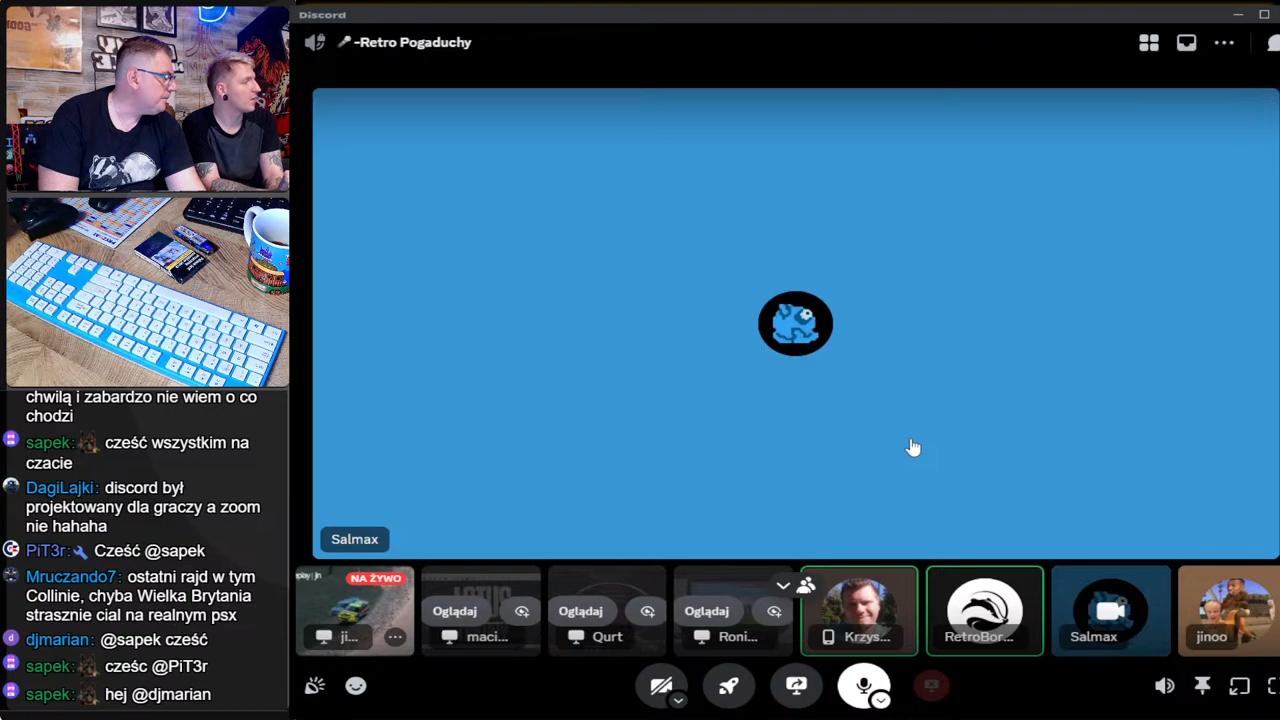 Discord
-Retro Pogaduchy
Salmax
chwilą i zabardzo nie wiem o co
chodzi
sapek: cześć wszystkim na
czacie
DagiLajki: discord był
projektowany dla graczy a zoom
nie hahaha
PiT3r: Cześć @sapek
Mruczando7: ostatni rajd w tym
Collinie, chyba Wielka Brytania
strasznie cial na realnym psx
djmarian: @sapek cześć
sapek: cześc @PiT3r
sapek: hej @djmarian
NA ŻYWO
ji...
Oglądaj
maci...
Oglądaj
Qurt
Oglądaj
Roni...
Krzys...
RetroBor...
Salmax
jinoo